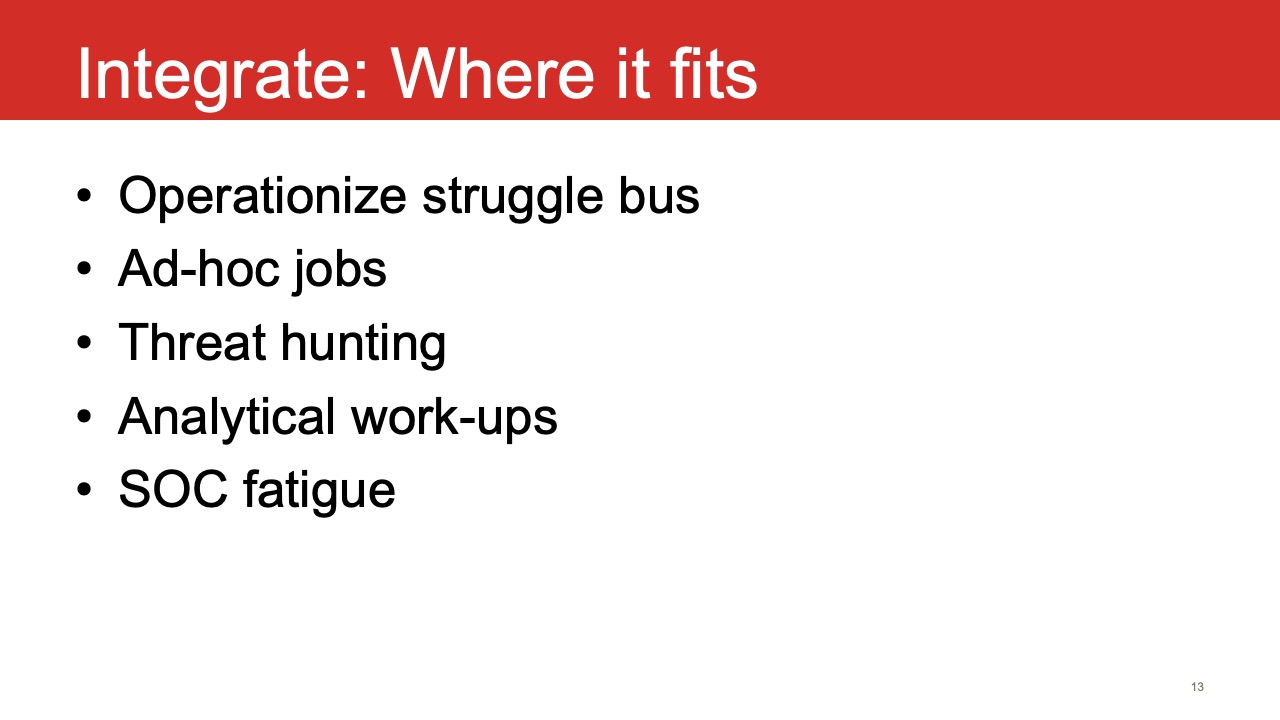 Integrate: Where it fits
• Operationize struggle bus
• Ad-hoc jobs
• Threat hunting
• Analytical work-ups
• SOC fatigue
13